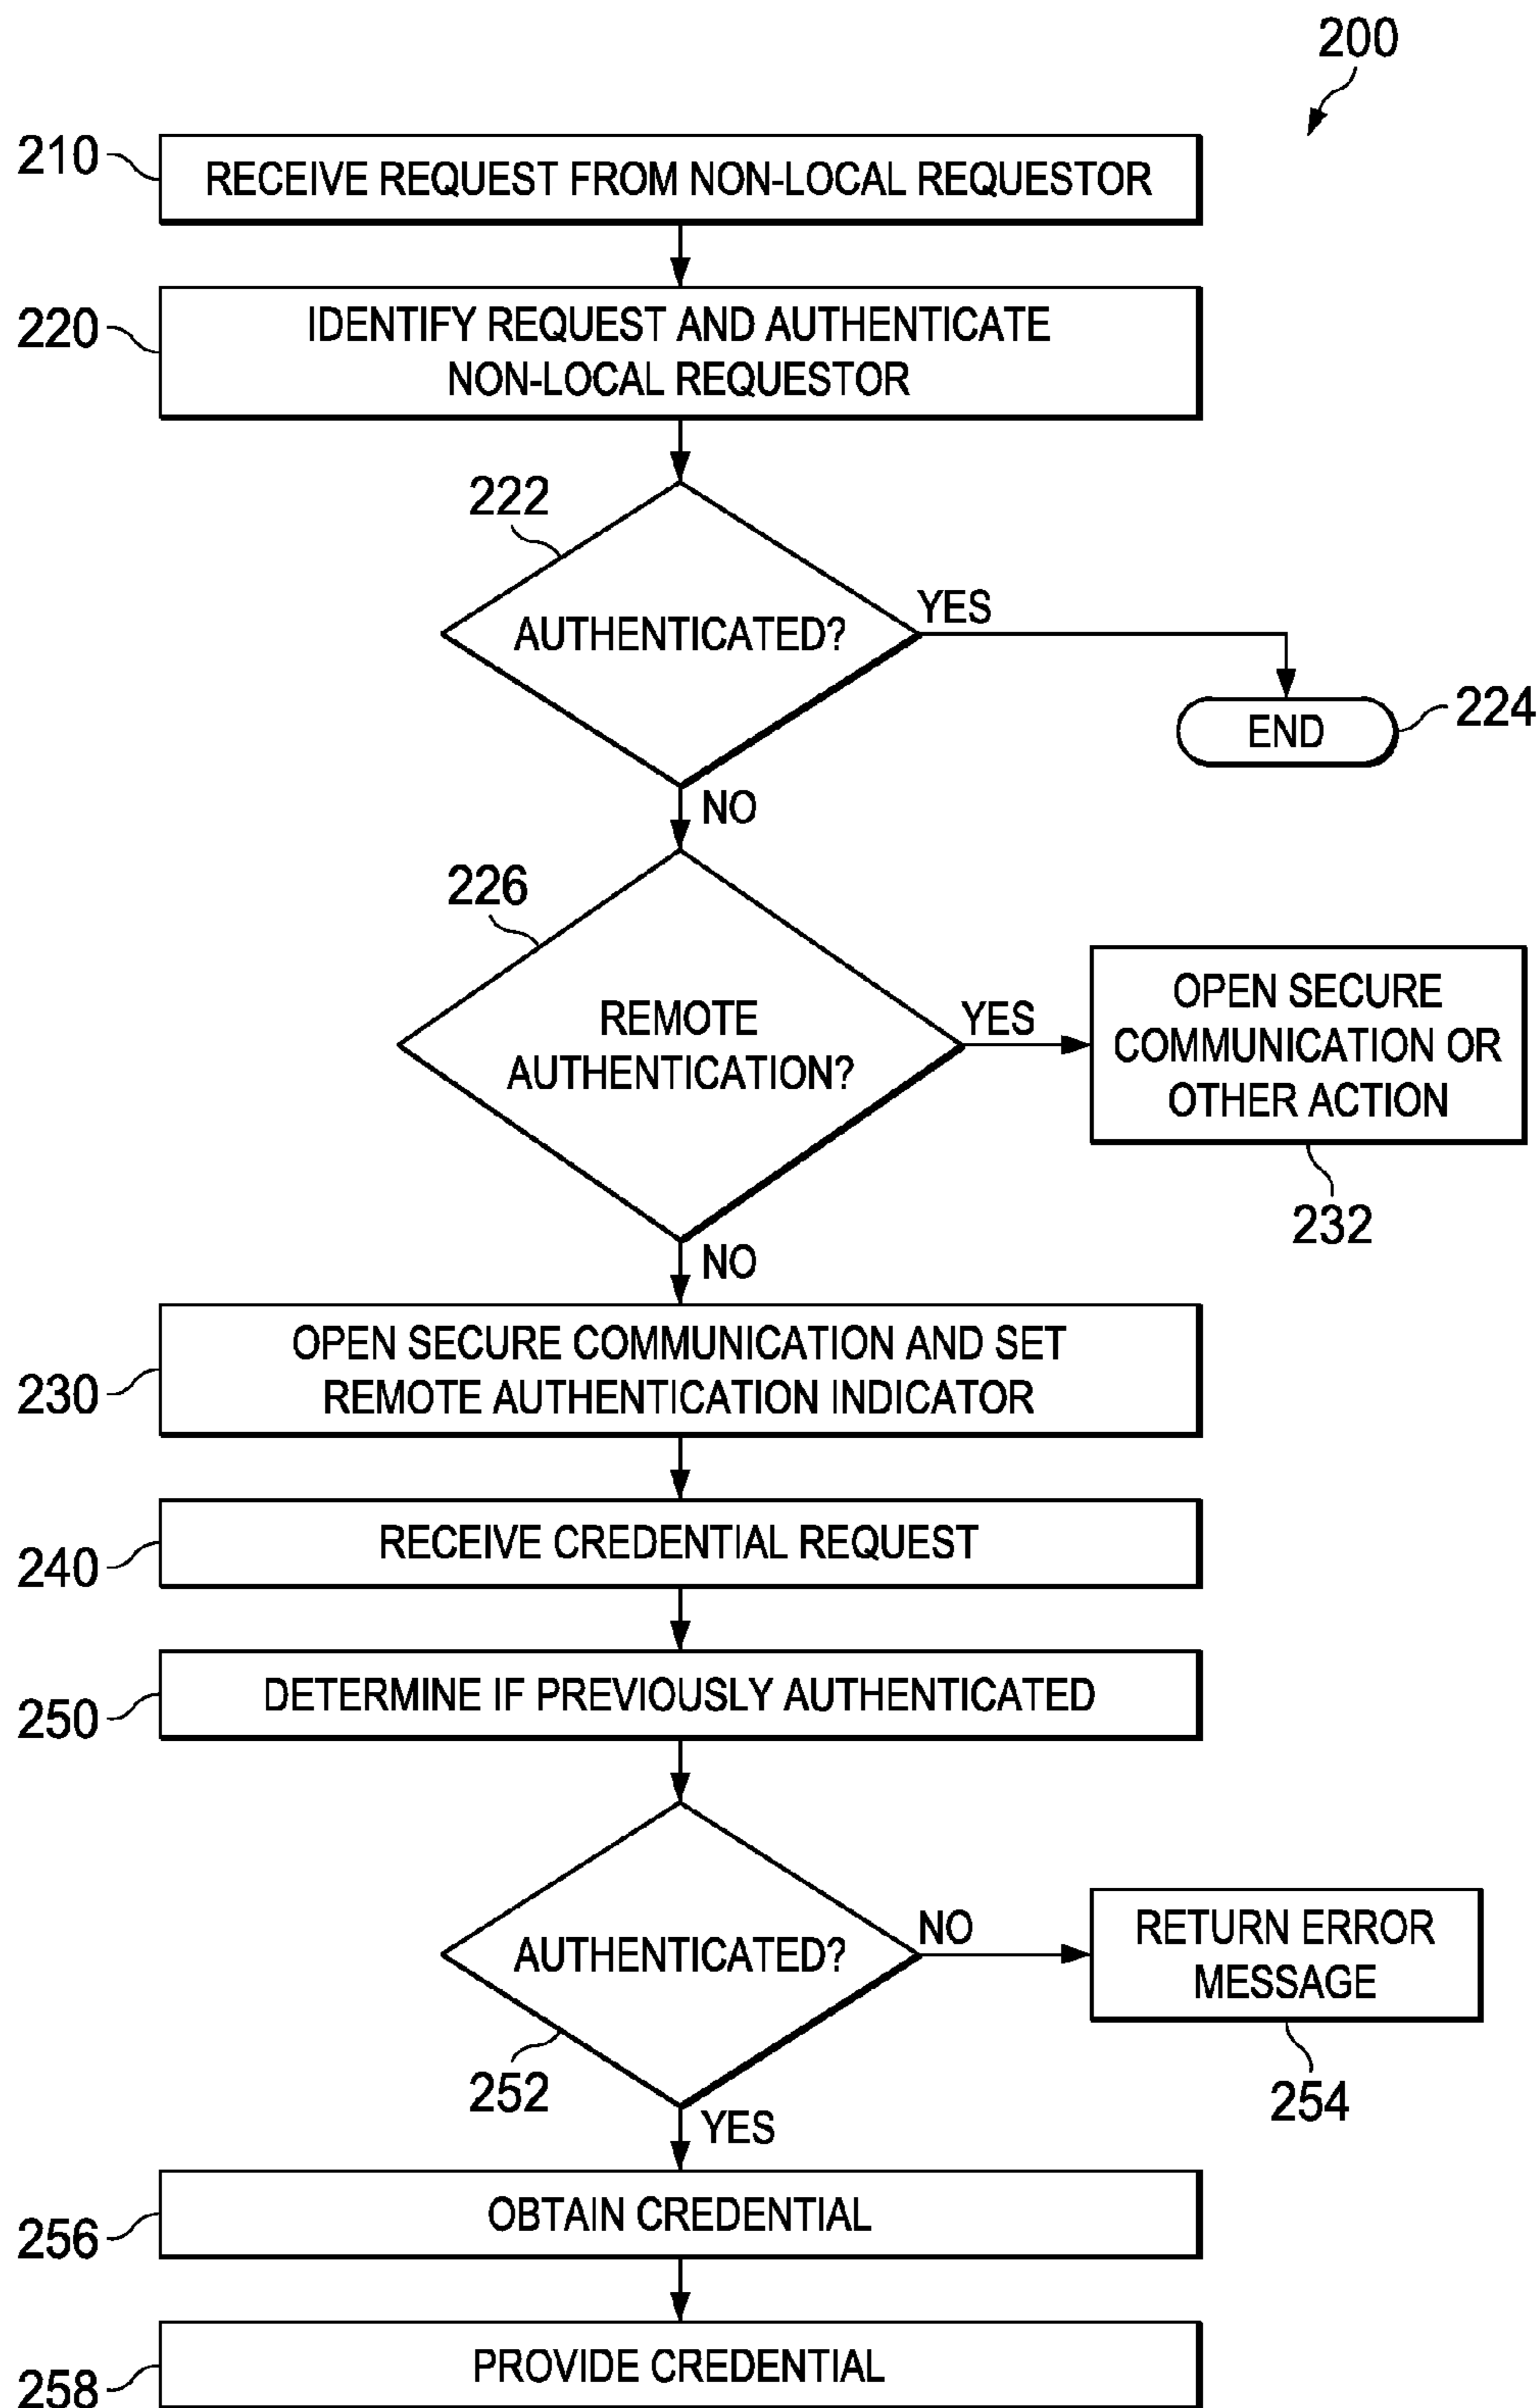 200
210
RECEIVE REQUEST FROM NON-LOCAL REQUESTOR
220
IDENTIFY REQUEST AND AUTHENTICATE
NON-LOCAL REQUESTOR
222
AUTHENTICATED?
YES
END
224
NO
226
REMOTE
AUTHENTICATION?
YES
OPEN SECURE
COMMUNICATION OR
OTHER ACTION
232
NO
230
OPEN SECURE COMMUNICATION AND SET
REMOTE AUTHENTICATION INDICATOR
240
RECEIVE CREDENTIAL REQUEST
250
DETERMINE IF PREVIOUSLY AUTHENTICATED
AUTHENTICATED?
252
NO
RETURN ERROR
MESSAGE
254
YES
256
OBTAIN CREDENTIAL
258
PROVIDE CREDENTIAL